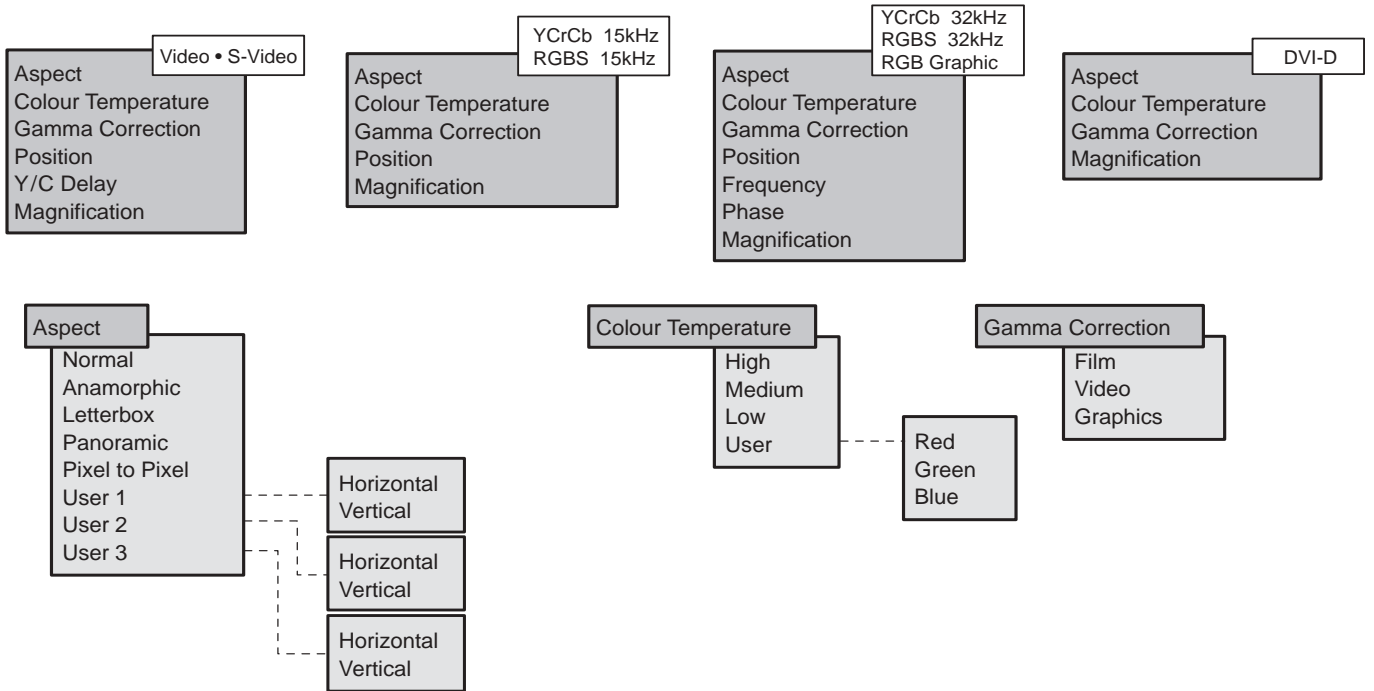 Video • S-Video
Aspect
Colour Temperature
Gamma Correction
Position
Y/C Delay
Magnification
YCrCb 15kHz
RGBS 15kHz
Aspect
Colour Temperature
Gamma Correction
Position
Magnification
YCrCb 32kHz
RGBS 32kHz
RGB Graphic
Aspect
Colour Temperature
Gamma Correction
Position
Frequency
Phase
Magnification
DVI-D
Aspect
Colour Temperature
Gamma Correction
Magnification
Aspect
Normal
Anamorphic
Letterbox
Panoramic
Pixel to Pixel
User 1
User 2
User 3
Horizontal
Vertical
Horizontal
Vertical
Horizontal
Vertical
Colour Temperature
High
Medium
Low
User
Red
Green
Blue
Gamma Correction
Film
Video
Graphics